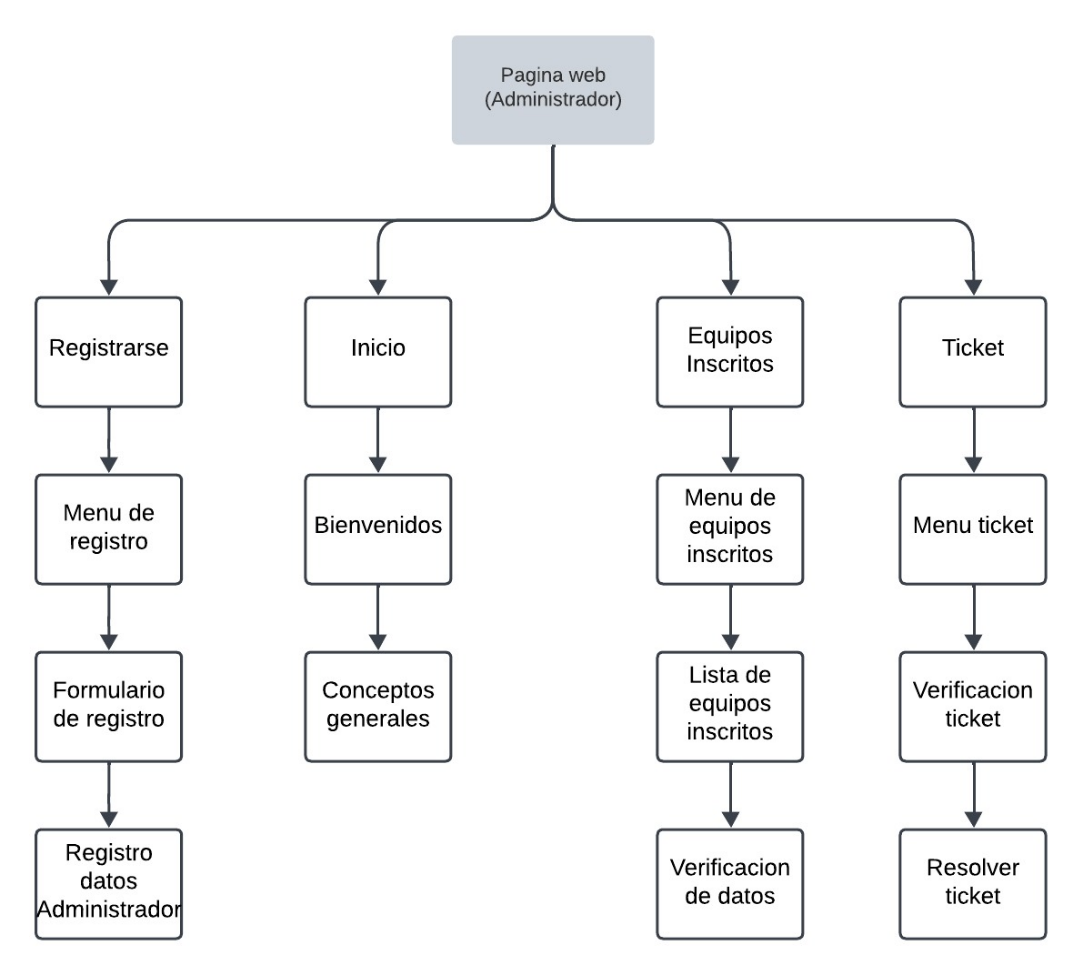 Pagina web
(Administrador)
Registrarse
Inicio
Equipos
Inscritos
Ticket
Menu de
registro
Bienvenidos
Menu de
equipos
inscritos
Menu ticket
Formulario
de registro
Conceptos
generales
Lista de
equipos
inscritos
Verificacion
ticket
Registro
datos
Administrador
Verificacion
de datos
Resolver
ticket